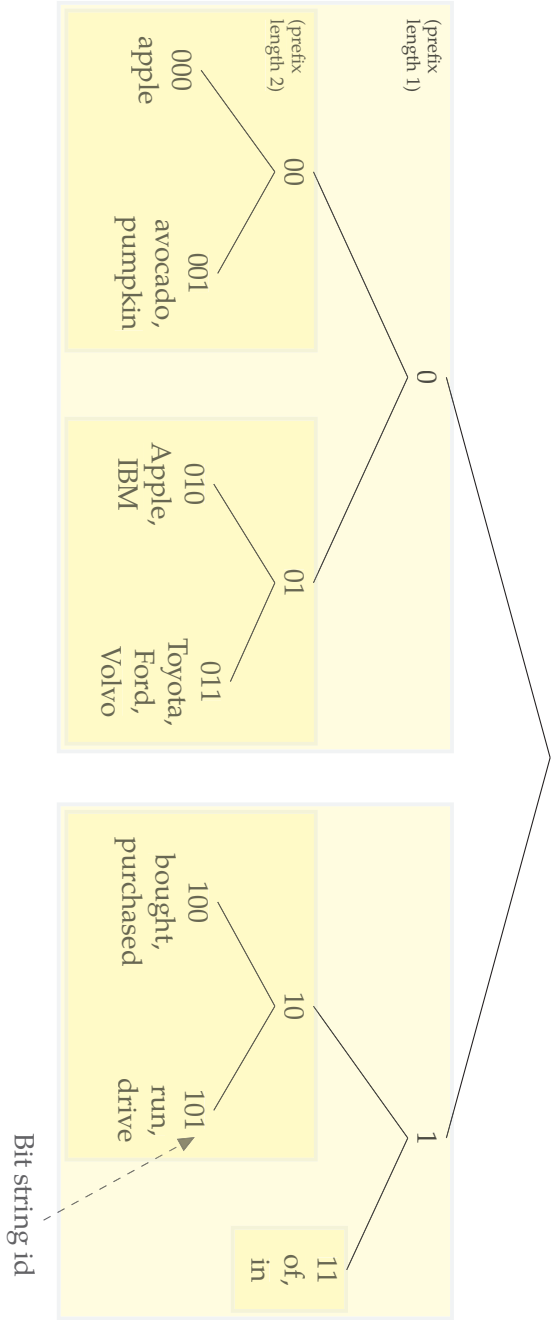 (prefix
length 1)
0
1
(prefix
length 2)
00
01
10
11
of,
in
000
apple
001
avocado,
pumpkin
010
Apple,
IBM
011
Toyota,
Ford,
Volvo
100
bought,
purchased
101
run,
drive
Bit string id